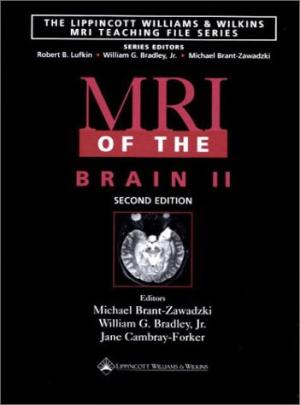 THE LIPPINCOTT WILLIAMS & WILKINS
MRI TEACHING FILE SERIES
SERIES EDITORS
Robert B. Lufkin • William G. Bradley, Jr. • Michael Brant-Zawadzki
MRI
OF THE
BRAIN II
SECOND EDITION
Editors
Michael Brant-Zawadzki
William G. Bradley, Jr.
Jane Cambray-Forker
LIPPINCOTT WILLIAMS & WILKINS